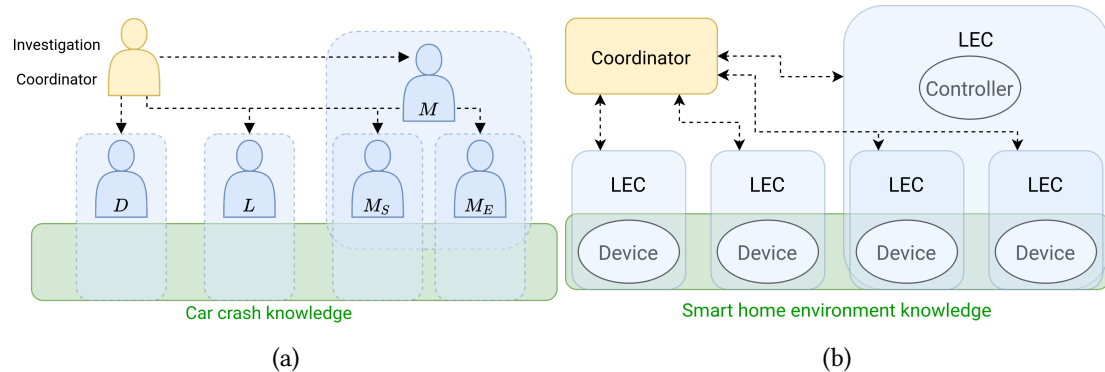 Investigation
Coordinator
M
D
L
M_S
M_E
Car crash knowledge
(a)
Coordinator
LEC
Controller
LEC
LEC
LEC
LEC
Device
Device
Device
Device
Smart home environment knowledge
(b)